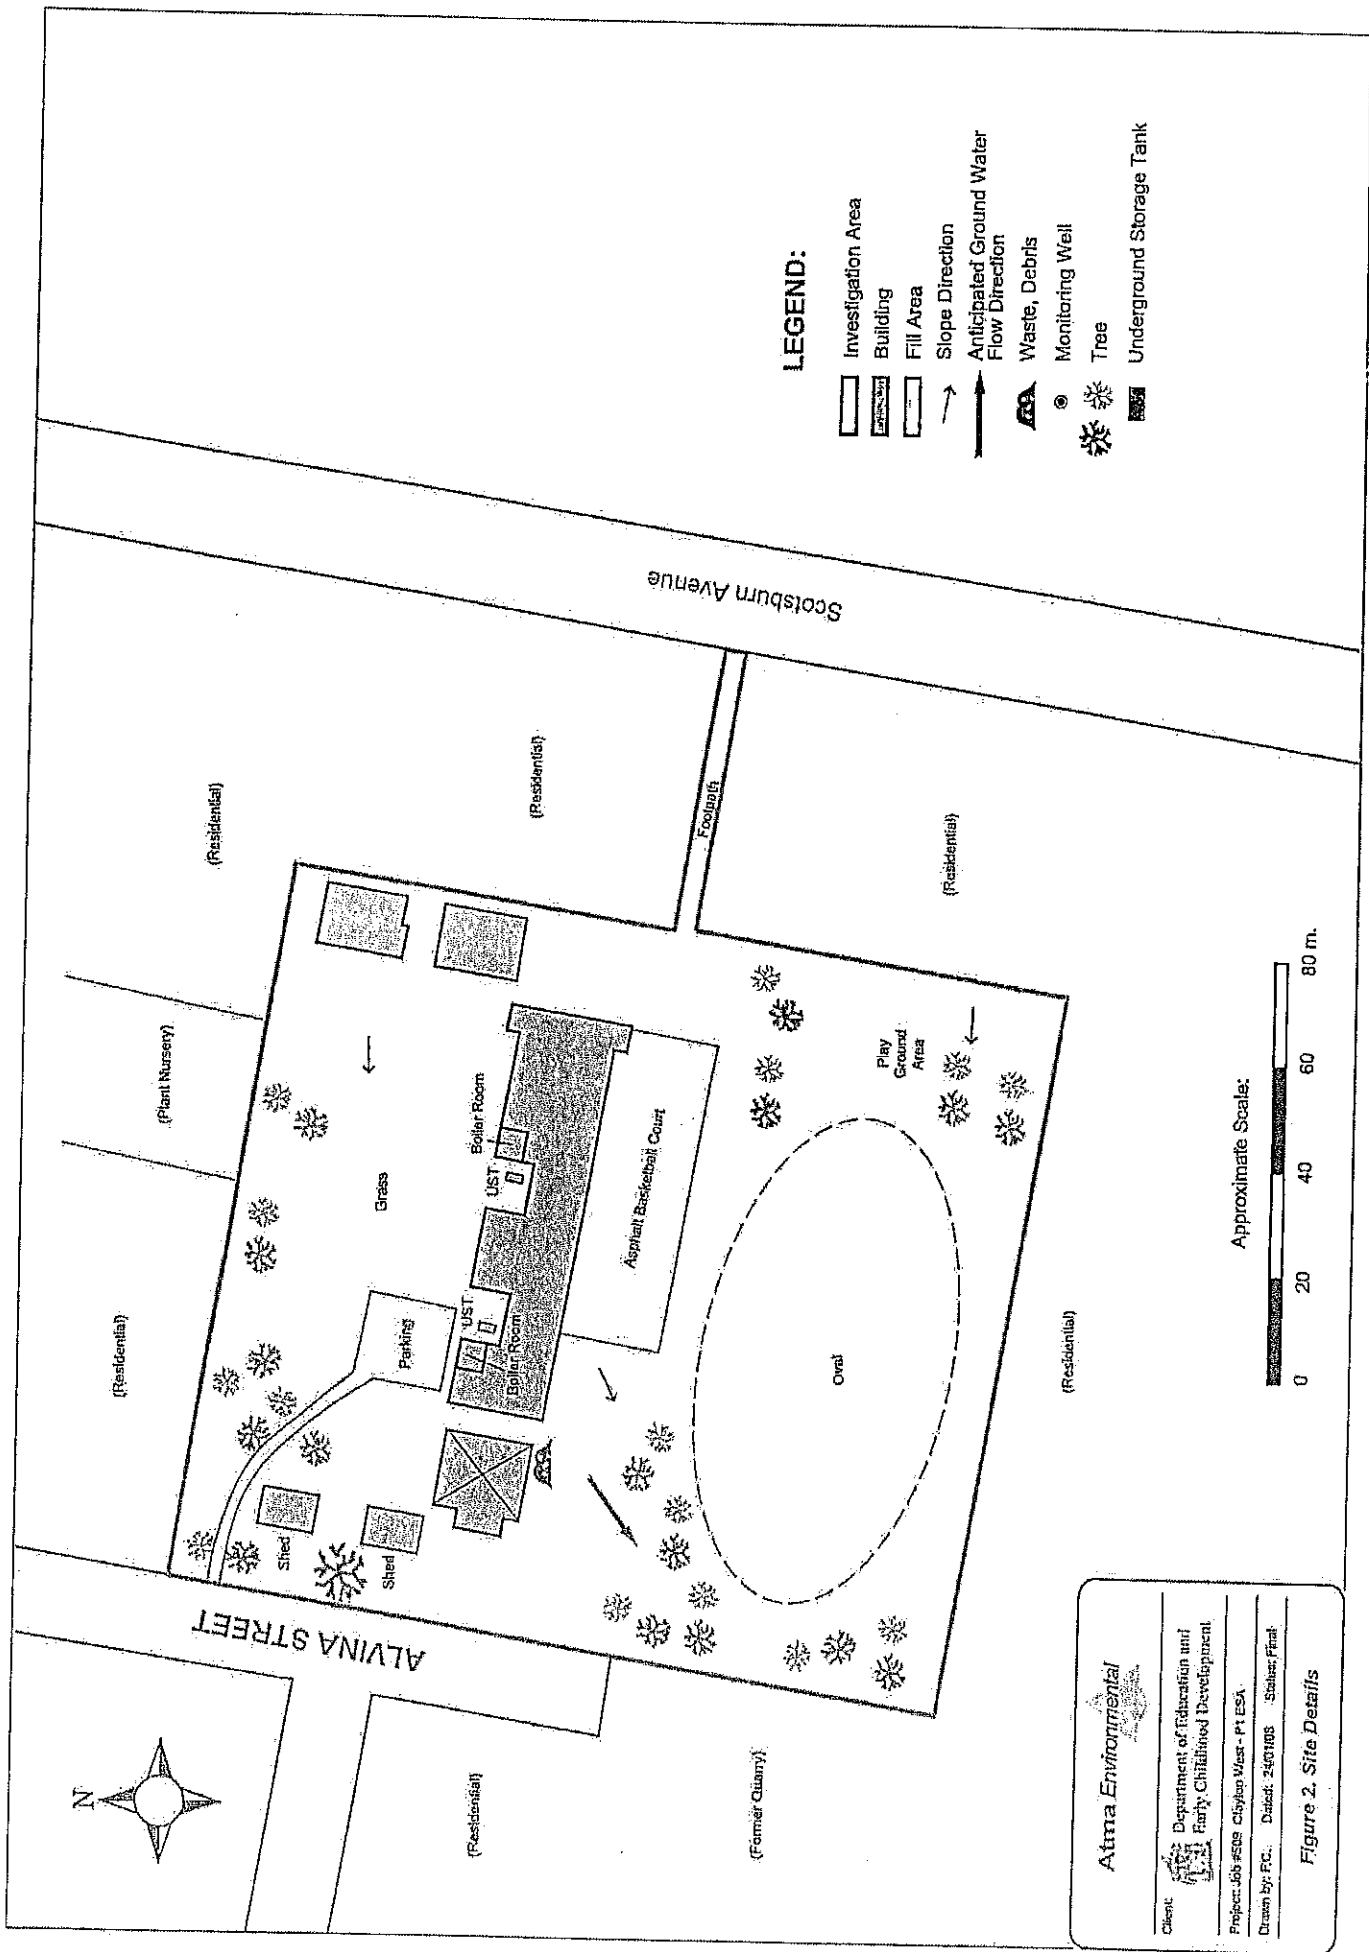 N
ALVINA STREET
(Residential)
(Plant Nursery)
(Residential)
(Residential)
Shed
Shed
Grass
Parking
UST
Boiler Room
UST
Boiler Room
Asphalt Basketball Court
Footpath
Scotsburn Avenue
(Residential)
(Former Quarry)
Oval
Play
Ground
Area
(Residential)
(Residential)
LEGEND:
Investigation Area
Building
Fill Area
Slope Direction
Anticipated Ground Water
Flow Direction
Waste, Debris
Monitoring Well
Tree
Underground Storage Tank
Approximate Scale:
0 20 40 60 80 m.
Atma Environmental
Client:
Department of Education and
Early Childhood Development
Project: Job #509 Clayton West - P1 ESA
Drawn by: P.C. Dated: 24/01/08 Status: Final
Figure 2. Site Details